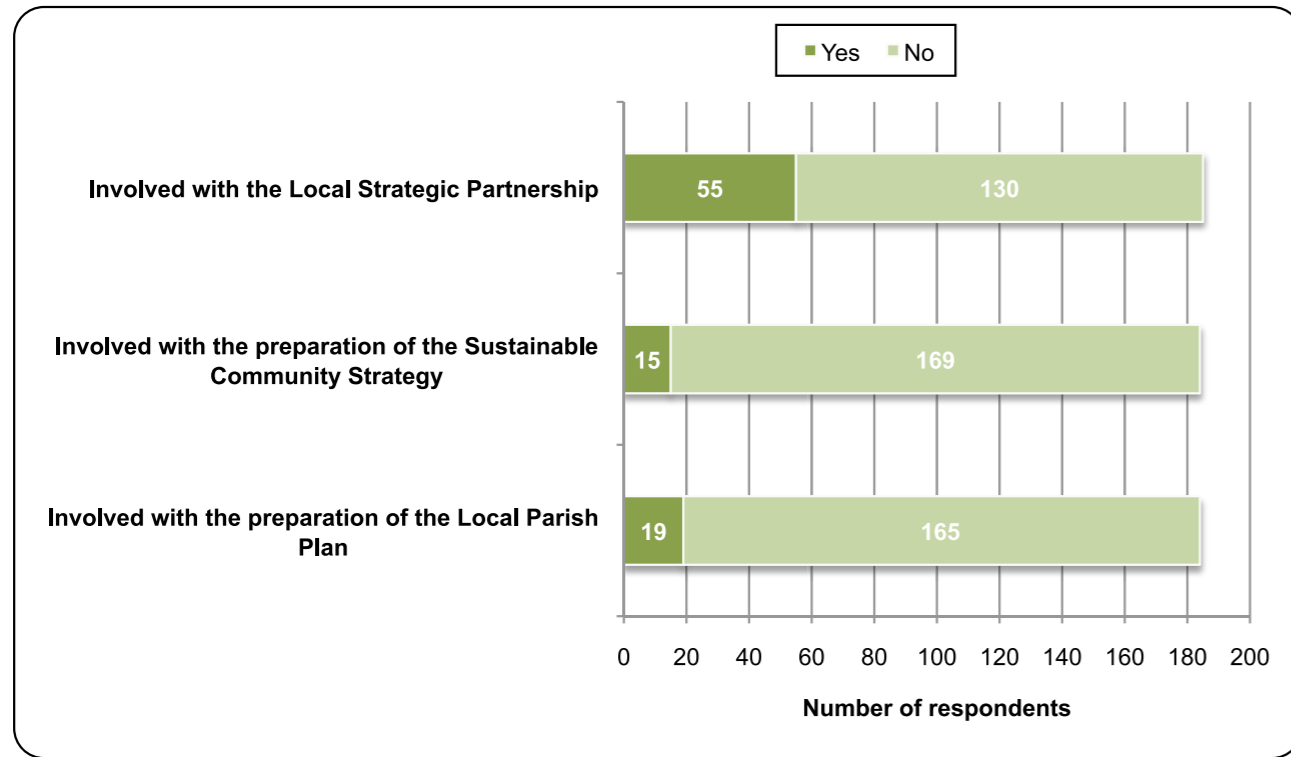 Yes No
Involved with the Local Strategic Partnership
55 130
Involved with the preparation of the Sustainable
Community Strategy
15 169
Involved with the preparation of the Local Parish
Plan
19 165
0 20 40 60 80 100 120 140 160 180 200
Number of respondents